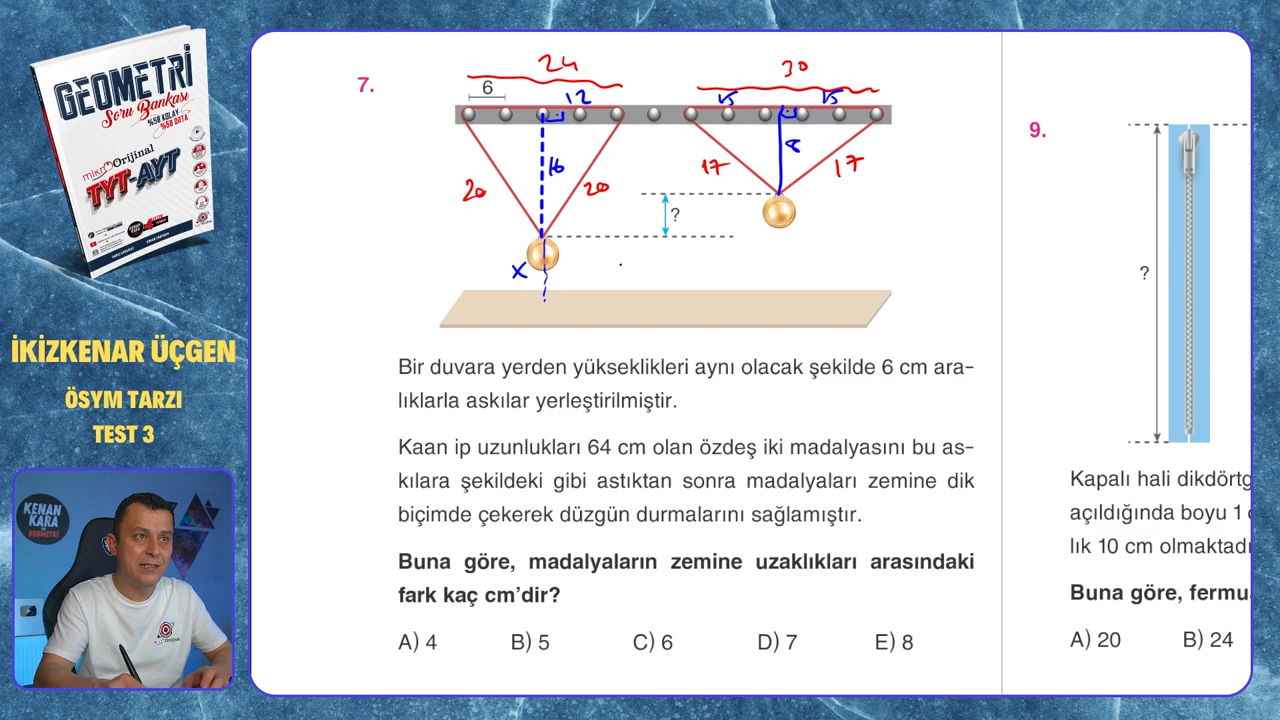 GEOMETRİ
Soru Bankası
%50 KOLAY
%50 ORTA
mikro Orijinal
TYT-AYT
İKİZKENAR ÜÇGEN
ÖSYM TARZI
TEST 3
KENAN
KARA
GEOMETRİ
7.
24
30
6
12
15
15
16
8
20
20
17
17
?
x
Bir duvara yerden yükseklikleri aynı olacak şekilde 6 cm ara-
lıklarla askılar yerleştirilmiştir.
Kaan ip uzunlukları 64 cm olan özdeş iki madalyasını bu as-
kılara şekildeki gibi astıktan sonra madalyaları zemine dik
biçimde çekerek düzgün durmalarını sağlamıştır.
Buna göre, madalyaların zemine uzaklıkları arasındaki
fark kaç cm'dir?
A) 4 B) 5 C) 6 D) 7 E) 8
9.
?
Kapalı hali dikdörtg
açıldığında boyu 1
lık 10 cm olmaktadı
Buna göre, fermu
A) 20 B) 24